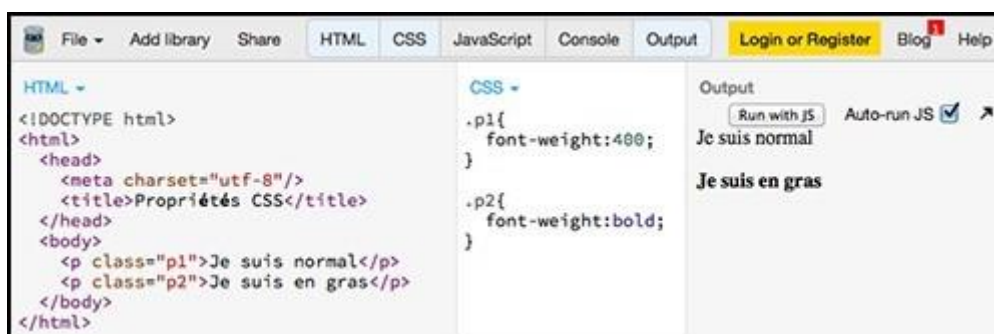 File Add library Share HTML CSS JavaScript Console Output Login or Register Blog 1 Help
HTML
<!DOCTYPE html>
<html>
<head>
<meta charset="utf-8"/>
<title>Propriétés CSS</title>
</head>
<body>
<p class="p1">Je suis normal</p>
<p class="p2">Je suis en gras</p>
</body>
</html>
CSS
.p1{
font-weight:400;
}
.p2{
font-weight:bold;
}
Output
Run with JS Auto-run JS
Je suis normal
Je suis en gras